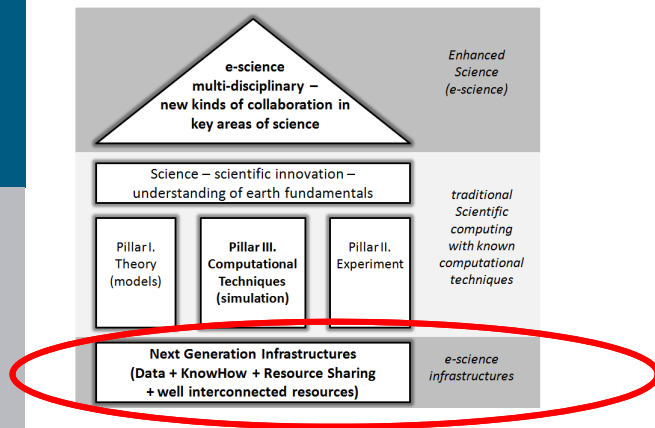 e-science
multi-disciplinary –
new kinds of collaboration in
key areas of science
Enhanced
Science
(e-science)
Science – scientific innovation –
understanding of earth fundamentals
Pillar I.
Theory
(models)
Pillar III.
Computational
Techniques
(simulation)
Pillar II.
Experiment
traditional
Scientific
computing
with known
computational
techniques
Next Generation Infrastructures
(Data + KnowHow + Resource Sharing
+ well interconnected resources)
e-science
infrastructures